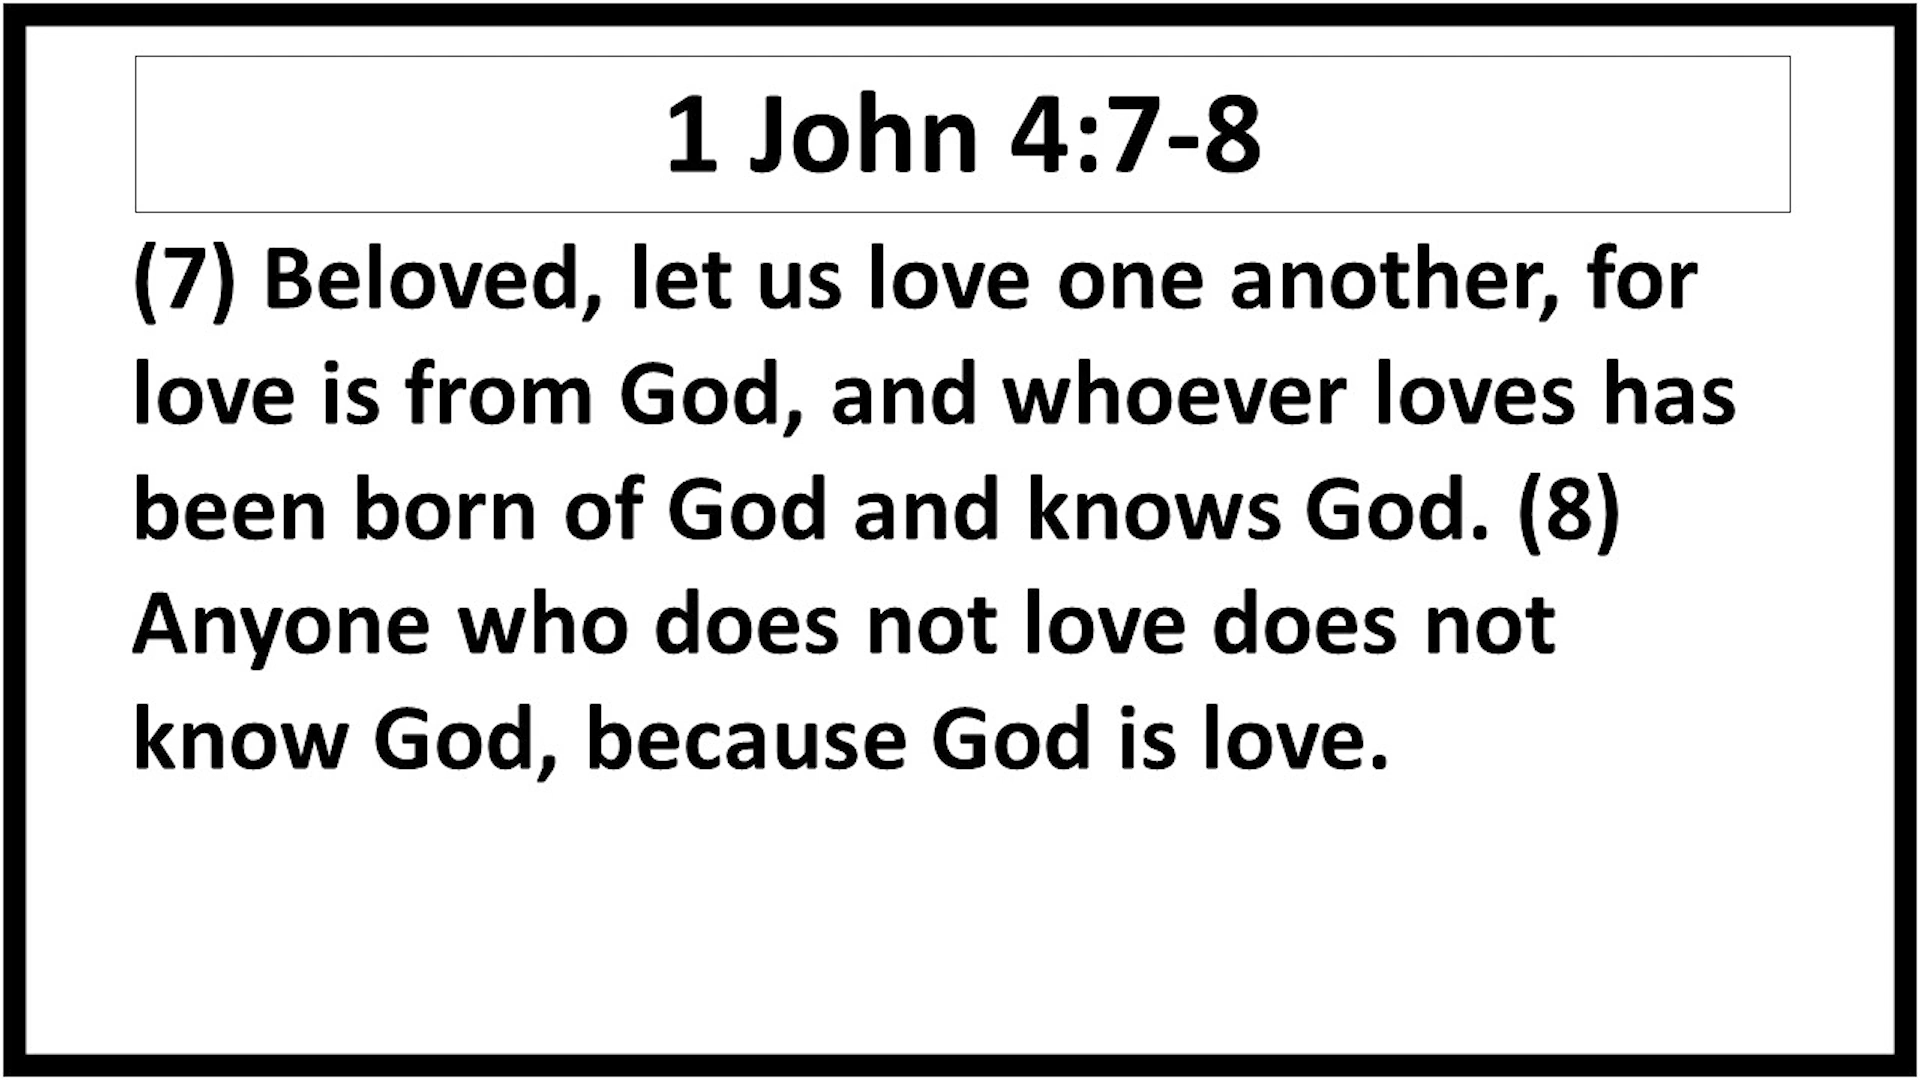 1 John 4:7-8
(7) Beloved, let us love one another, for
love is from God, and whoever loves has
been born of God and knows God. (8)
Anyone who does not love does not
know God, because God is love.